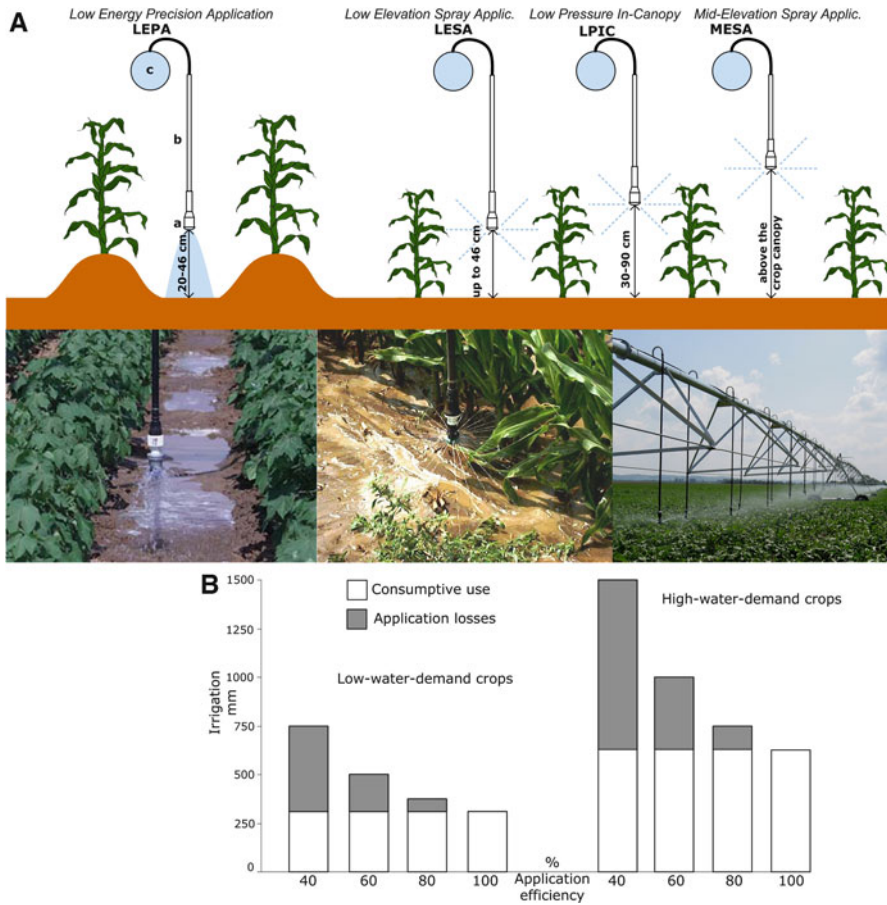 A
Low Energy Precision Application
LEPA
Low Elevation Spray Applic.
LESA
Low Pressure In-Canopy
LPIC
Mid-Elevation Spray Applic.
MESA
c
b
a
20-46 cm
up to 46 cm
30-90 cm
above the
crop canopy
B
Consumptive use
Application losses
Low-water-demand crops
High-water-demand crops
Irrigation
mm
1500
1250
1000
750
500
250
0
40
60
80
100
%
Application
efficiency
40
60
80
100